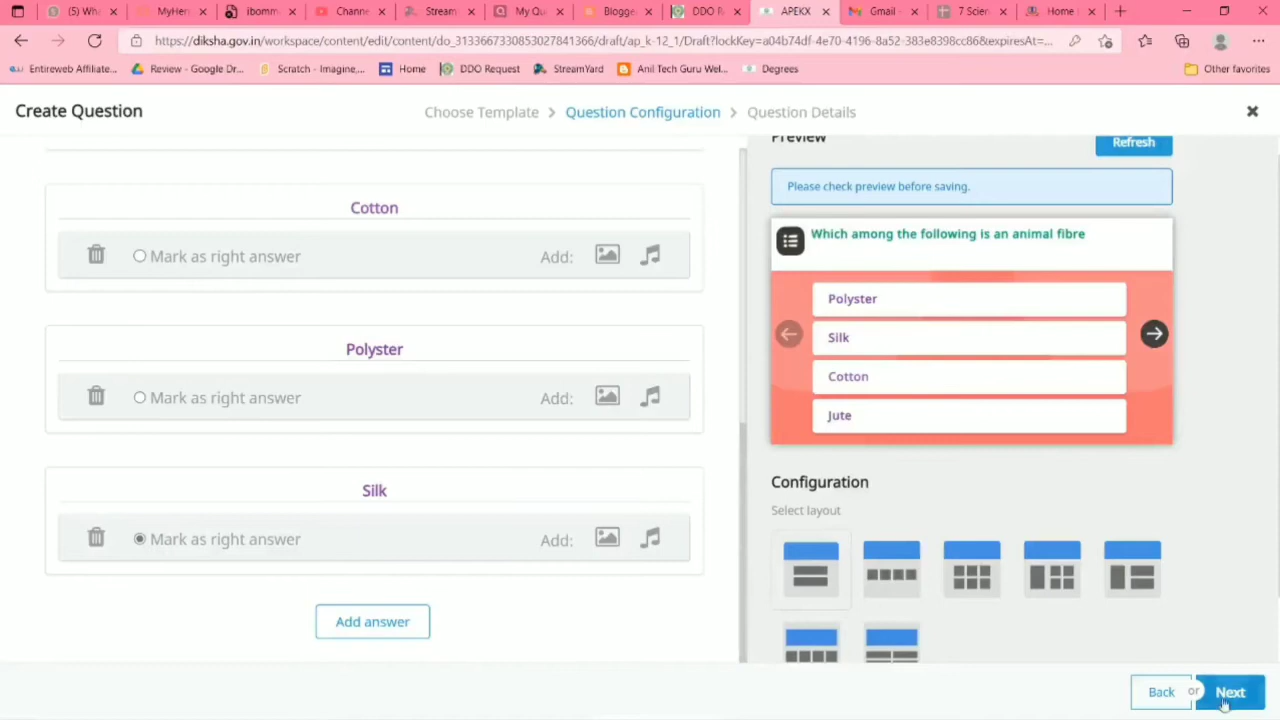 (5) Wha
MyHer
ibomm
Channe
Stream
My Qu
Blogge
DDO R
APEKX
Gmail -
7 Scien
Home
https://diksha.gov.in/workspace/content/edit/content/do_3133667330853027841366/draft/ap_k-12_1/Draft?lockKey=a04b74df-4e70-4196-8a52-383e8398cc86&expiresAt=...
Entireweb Affiliate...
Review - Google Dr...
Scratch - Imagine,...
Home
DDO Request
StreamYard
Anil Tech Guru Wel...
Degrees
Other favorites
Create Question
Choose Template > Question Configuration > Question Details
Preview
Refresh
Please check preview before saving.
Cotton
Mark as right answer Add:
Polyster
Mark as right answer Add:
Silk
Mark as right answer Add:
Add answer
Which among the following is an animal fibre
Polyster
Silk
Cotton
Jute
Configuration
Select layout
Back or Next